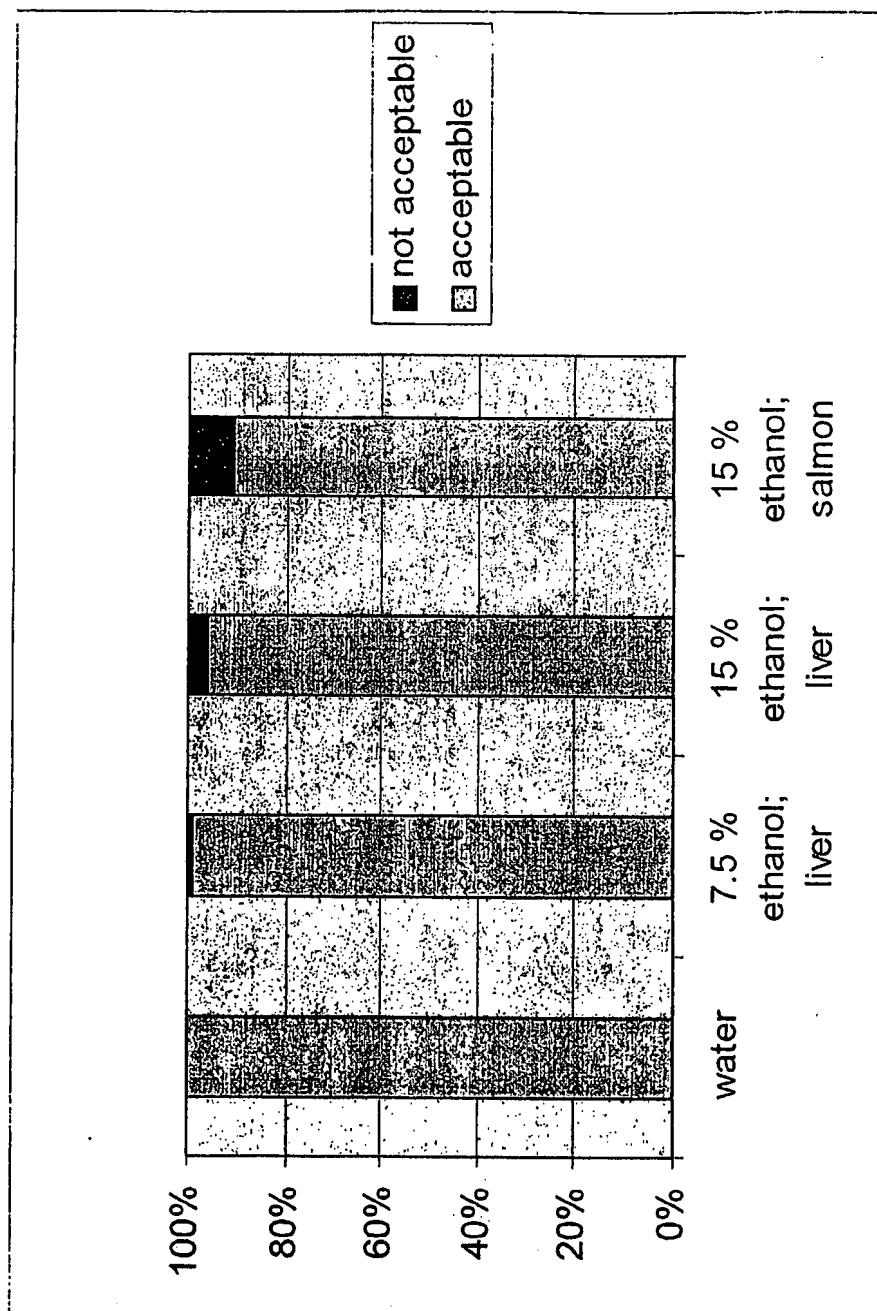 not acceptable
acceptable
100%
80%
60%
40%
20%
0%
water
7.5 %
ethanol;
liver
15 %
ethanol;
liver
15 %
ethanol;
salmon